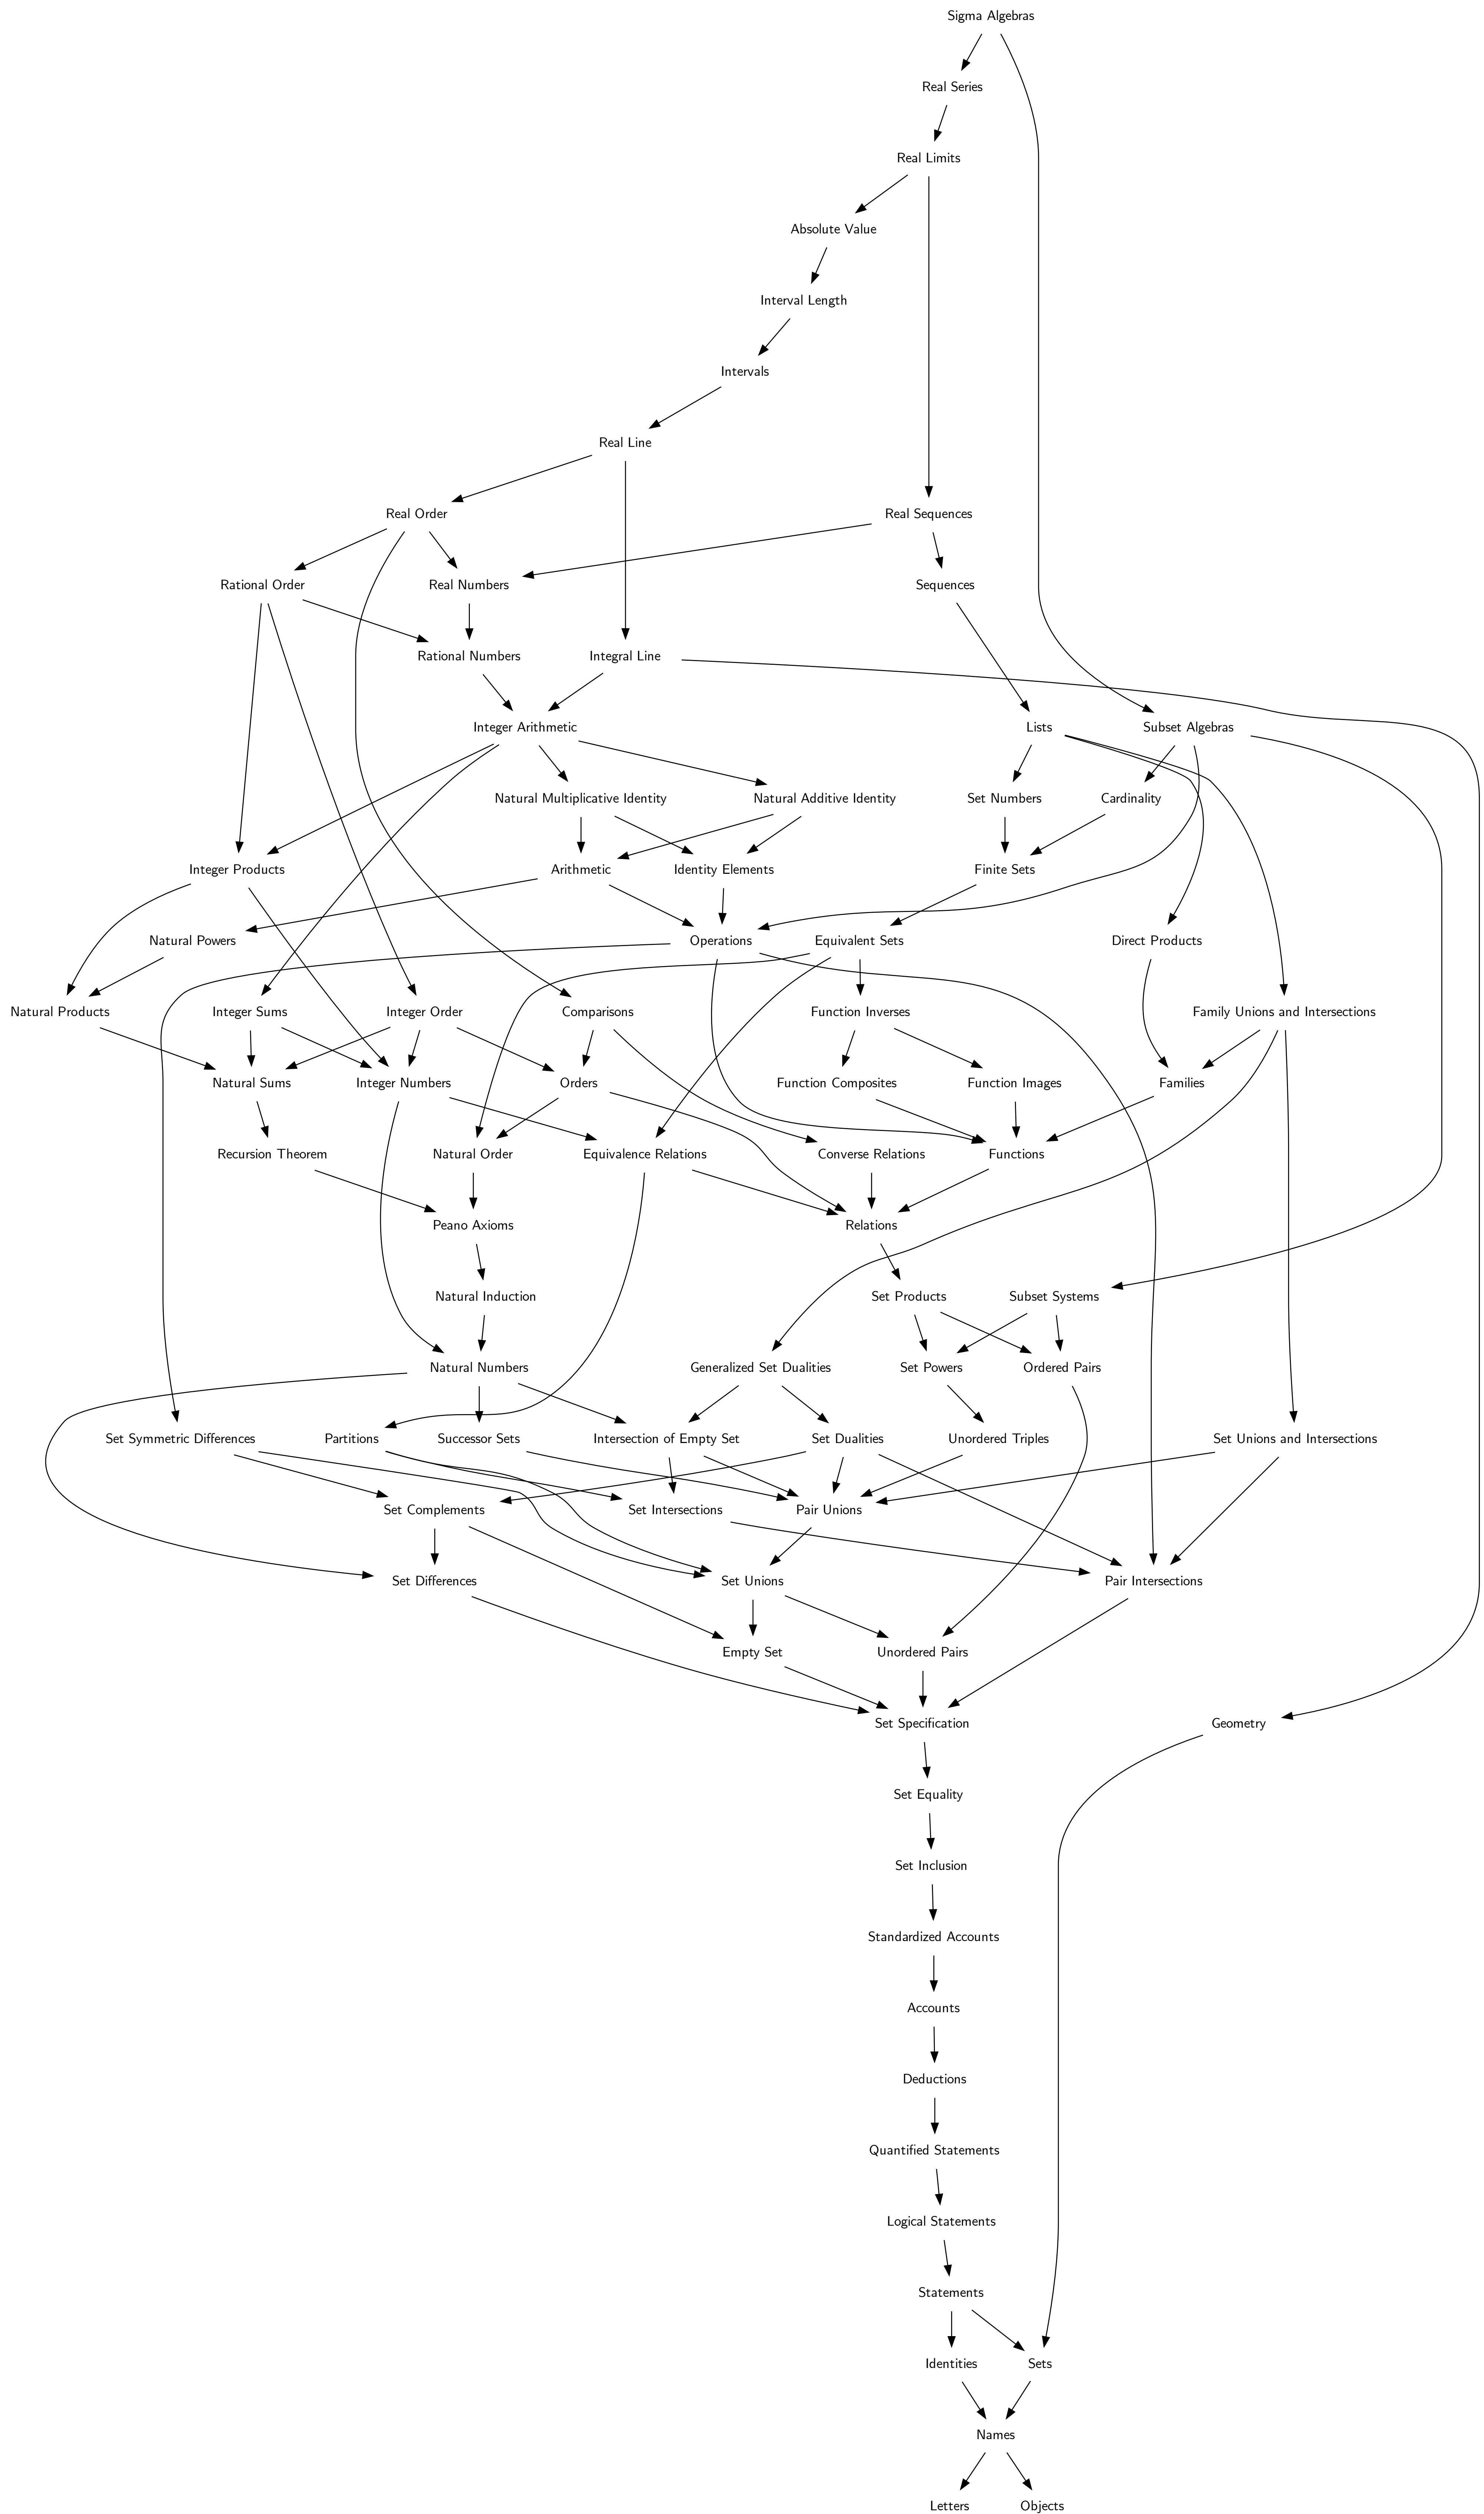 Sigma Algebras
Real Series
Real Limits
Absolute Value
Interval Length
Intervals
Real Line
Real Order
Real Sequences
Rational Order
Real Numbers
Sequences
Rational Numbers
Integral Line
Integer Arithmetic
Lists
Subset Algebras
Natural Multiplicative Identity
Natural Additive Identity
Set Numbers
Cardinality
Integer Products
Arithmetic
Identity Elements
Finite Sets
Natural Powers
Operations
Equivalent Sets
Direct Products
Natural Products
Integer Sums
Integer Order
Comparisons
Function Inverses
Family Unions and Intersections
Natural Sums
Integer Numbers
Orders
Function Composites
Function Images
Families
Recursion Theorem
Natural Order
Equivalence Relations
Converse Relations
Functions
Peano Axioms
Relations
Natural Induction
Set Products
Subset Systems
Natural Numbers
Generalized Set Dualities
Set Powers
Ordered Pairs
Set Symmetric Differences
Partitions
Successor Sets
Intersection of Empty Set
Set Dualities
Unordered Triples
Set Unions and Intersections
Set Complements
Set Intersections
Pair Unions
Set Differences
Set Unions
Pair Intersections
Empty Set
Unordered Pairs
Set Specification
Geometry
Set Equality
Set Inclusion
Standardized Accounts
Accounts
Deductions
Quantified Statements
Logical Statements
Statements
Identities
Sets
Names
Letters
Objects